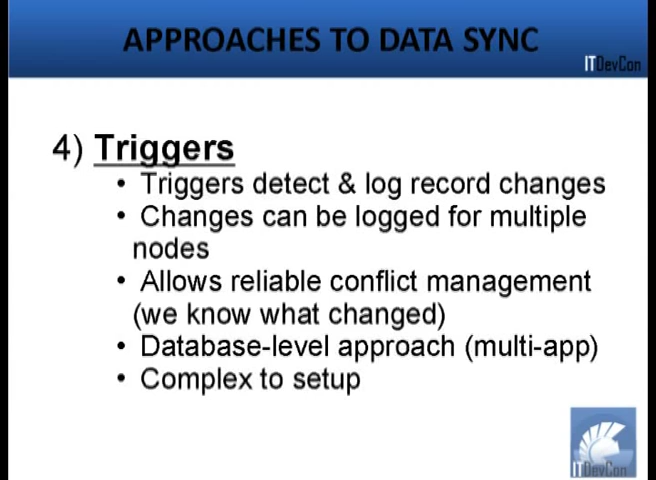 APPROACHES TO DATA SYNC
ITDevCon
4) Triggers
• Triggers detect & log record changes
• Changes can be logged for multiple
nodes
• Allows reliable conflict management
(we know what changed)
• Database-level approach (multi-app)
• Complex to setup
ITDevCon